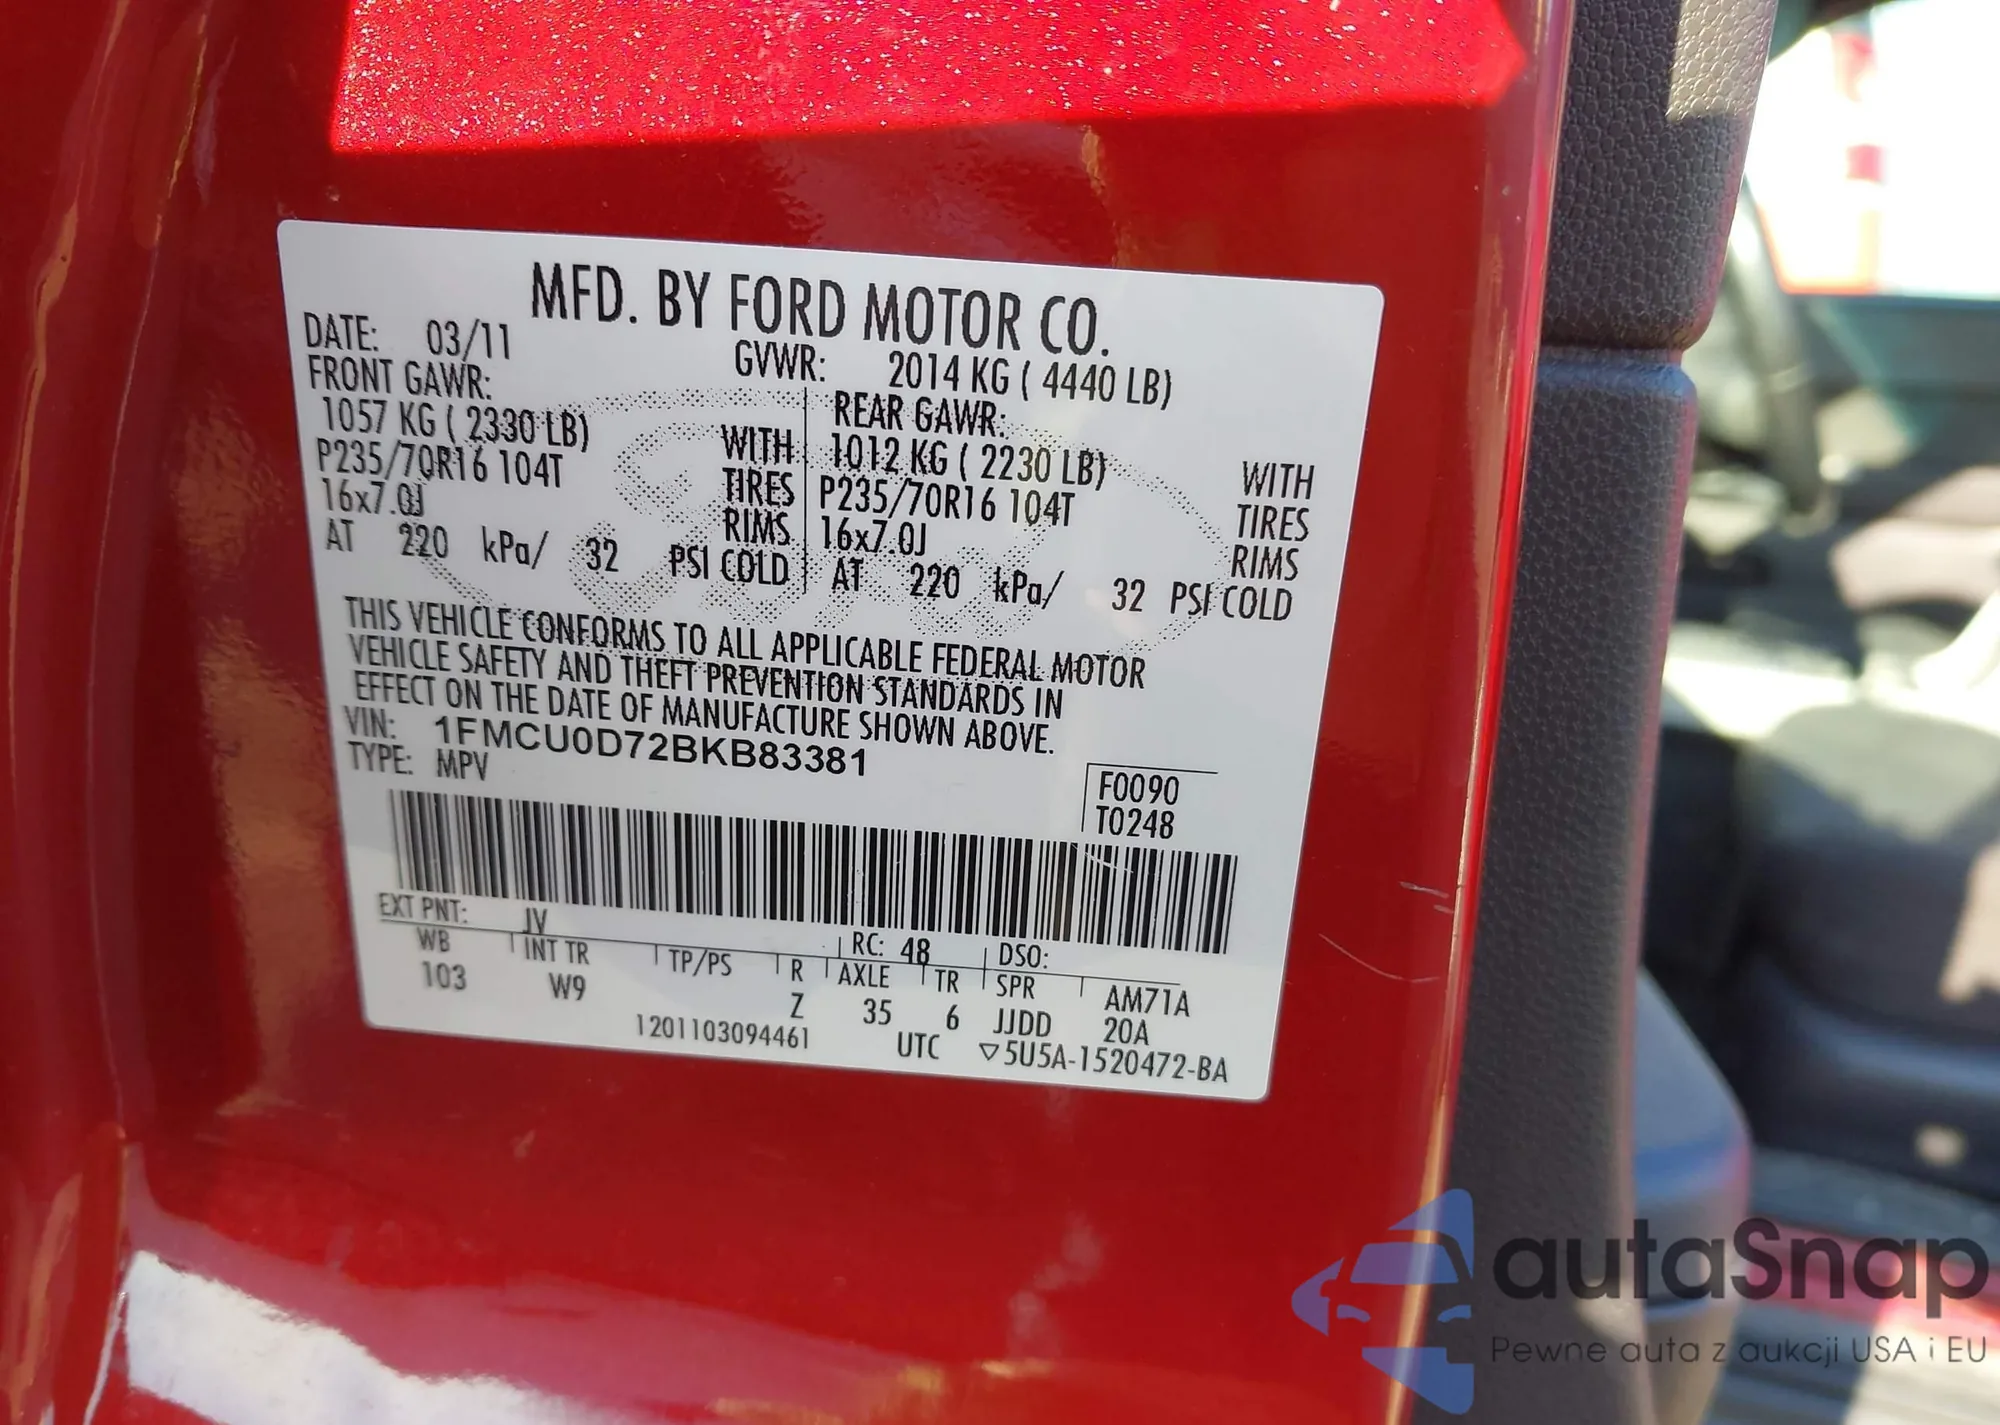 MFD. BY FORD MOTOR CO.
DATE: 03/11 GVWR: 2014 KG ( 4440 LB)
FRONT GAWR: REAR GAWR:
1057 KG ( 2330 LB) WITH 1012 KG ( 2230 LB) WITH
P235/70R16 104T TIRES P235/70R16 104T TIRES
16x7.0J RIMS 16x7.0J RIMS
AT 220 kPa/ 32 PSI COLD AT 220 kPa/ 32 PSI COLD
THIS VEHICLE CONFORMS TO ALL APPLICABLE FEDERAL MOTOR
VEHICLE SAFETY AND THEFT PREVENTION STANDARDS IN
EFFECT ON THE DATE OF MANUFACTURE SHOWN ABOVE.
VIN: 1FMCU0D72BKB83381
TYPE: MPV
F0090
T0248
EXT PNT: JV RC: 48 DSO:
WB INT TR TP/PS R AXLE TR SPR AM71A
103 W9 Z 35 6 JJDD 20A
1201103094461 UTC ▽5U5A-1520472-BA
autaSnap
Pewne auta z aukcji USA i EU